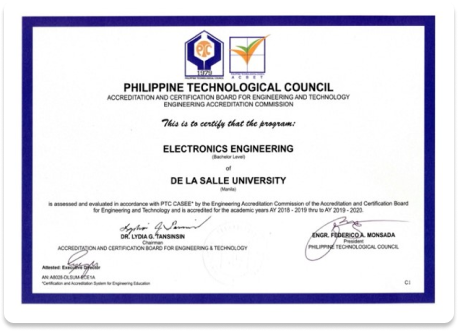 PTC
1979
ACBET
PHILIPPINE TECHNOLOGICAL COUNCIL
ACCREDITATION AND CERTIFICATION BOARD FOR ENGINEERING AND TECHNOLOGY
ENGINEERING ACCREDITATION COMMISSION
This is to certify that the program:
ELECTRONICS ENGINEERING
(Bachelor Level)
of
DE LA SALLE UNIVERSITY
(Manila)
is assessed and evaluated in accordance with PTC CASEE* by the Engineering Accreditation Commission of the Accreditation and Certification Board
for Engineering and Technology and is accredited for the academic years AY 2018 - 2019 thru to AY 2019 - 2020.
DR. LYDIA G. TANSINSIN
Chairman
ACCREDITATION AND CERTIFICATION BOARD FOR ENGINEERING & TECHNOLOGY
ENGR. FEDERICO A. MONSADA
President
PHILIPPINE TECHNOLOGICAL COUNCIL
Attested: Executive Director
*Certification and Accreditation System for Engineering Education